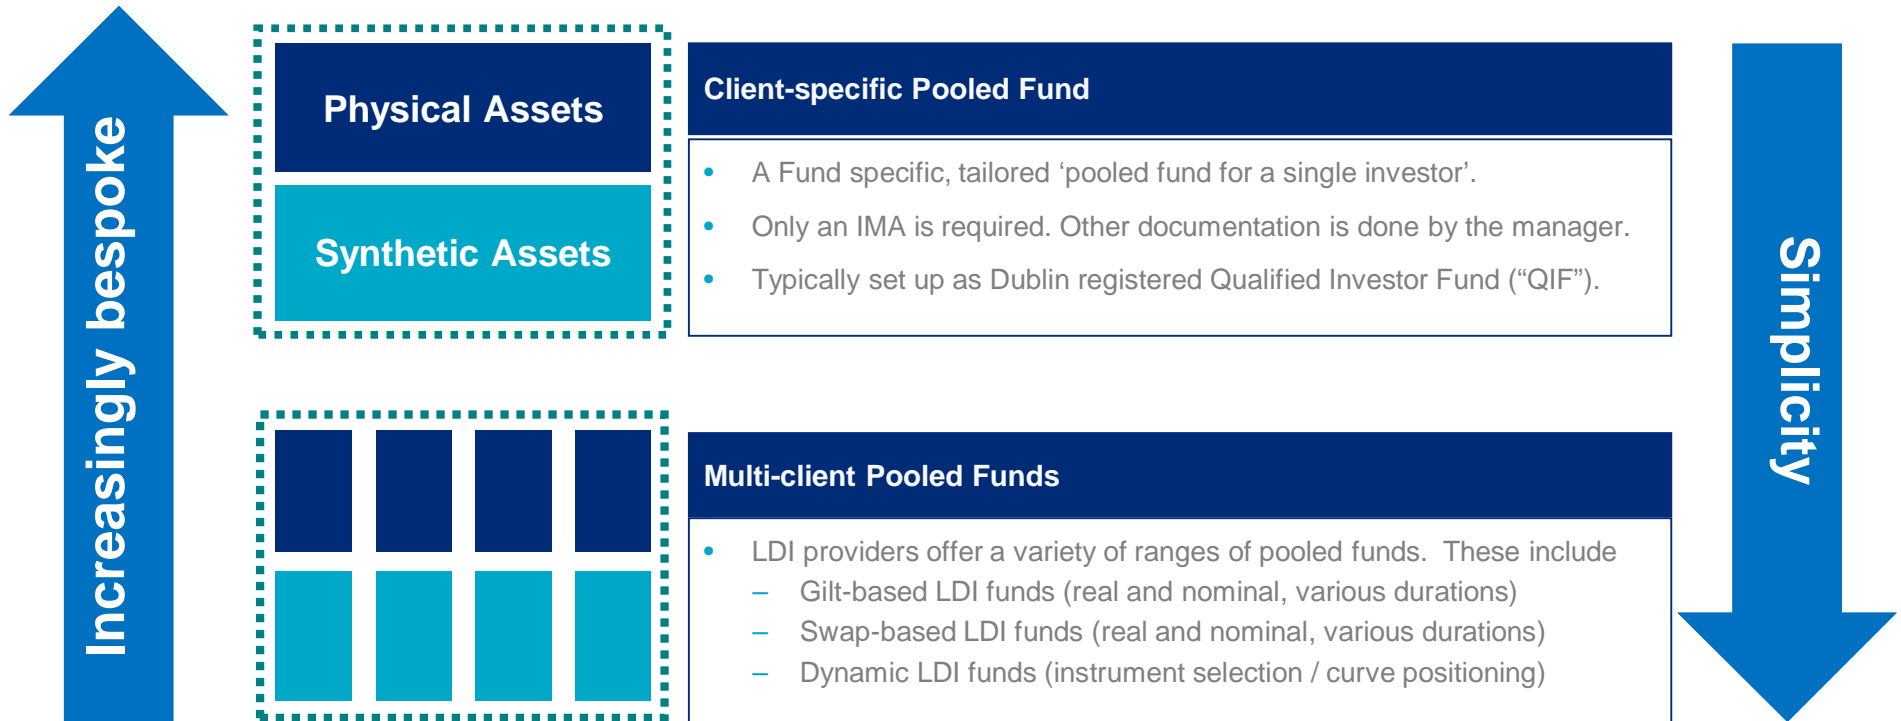 Increasingly bespoke
Physical Assets
Synthetic Assets
Client-specific Pooled Fund
• A Fund specific, tailored ‘pooled fund for a single investor’.
• Only an IMA is required. Other documentation is done by the manager.
• Typically set up as Dublin registered Qualified Investor Fund (“QIF”).
Simplicity
Multi-client Pooled Funds
• LDI providers offer a variety of ranges of pooled funds.  These include
– Gilt-based LDI funds (real and nominal, various durations)
– Swap-based LDI funds (real and nominal, various durations)
– Dynamic LDI funds (instrument selection / curve positioning)